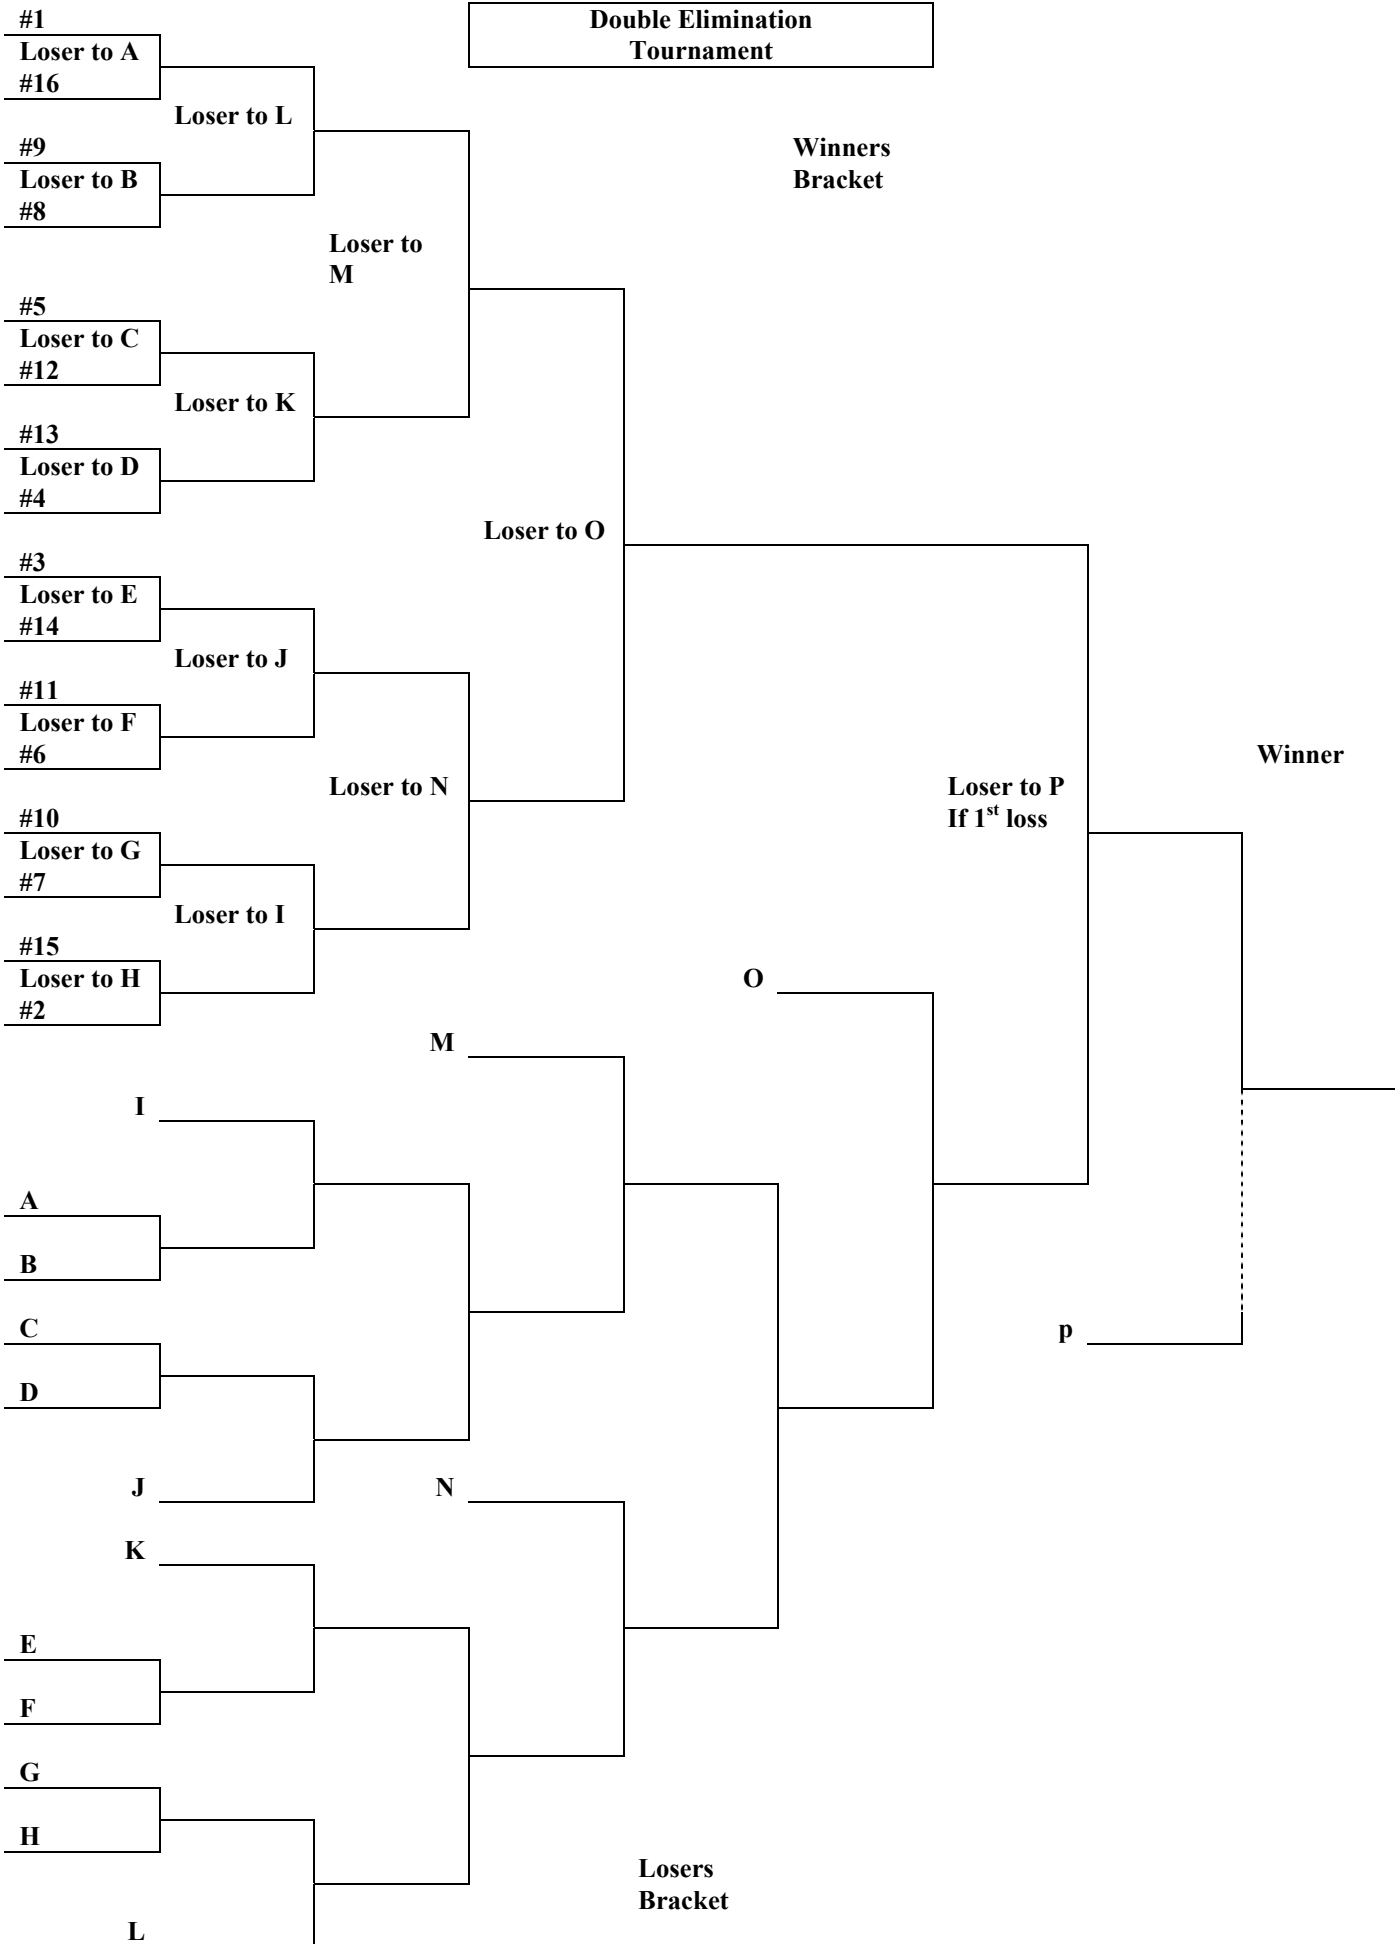 #1
Double Elimination
Tournament
Loser to A
#16
Loser to L
#9
Winners
Bracket
Loser to B
#8
Loser to
M
#5
Loser to C
#12
Loser to K
#13
Loser to D
#4
Loser to O
#3
Loser to E
#14
Loser to J
#11
Loser to F
#6
Winner
Loser to N
Loser to P
If 1st loss
#10
Loser to G
#7
Loser to I
#15
Loser to H
#2
O
M
I
A
B
C
p
D
J
N
K
E
F
G
H
Losers
Bracket
L